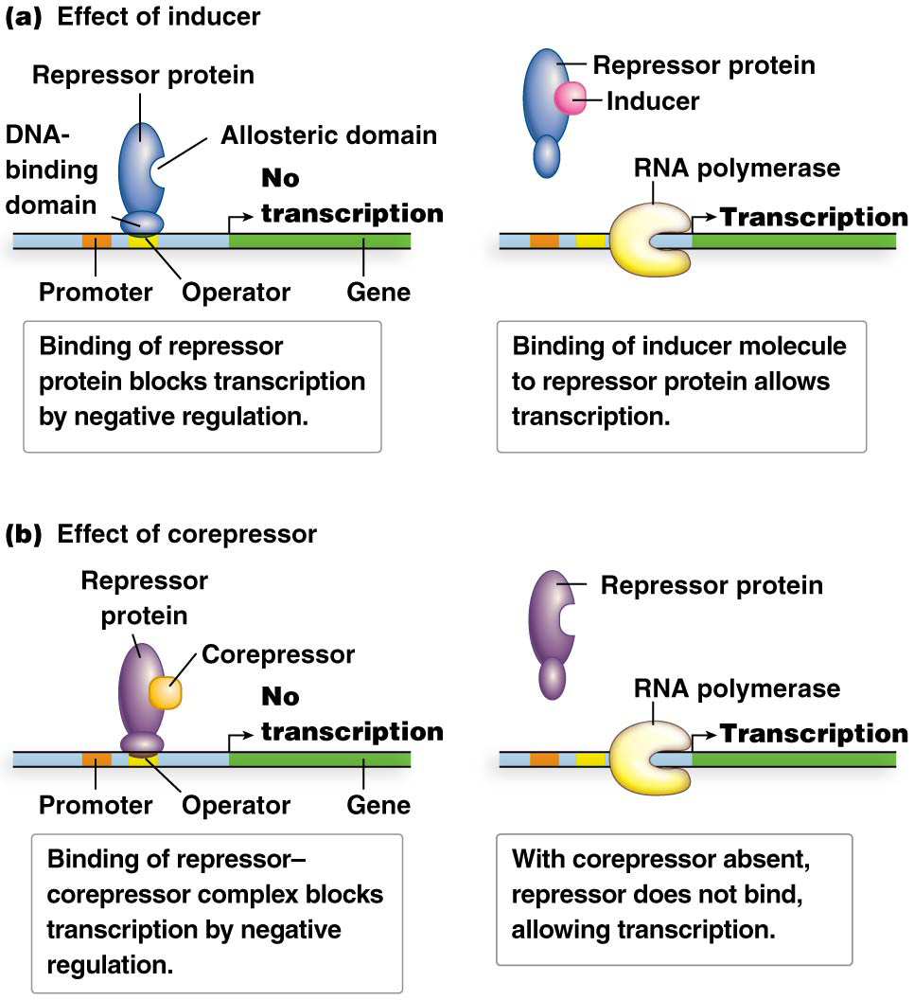 (a) Effect of inducer
Repressor protein
DNA-
binding
domain
Allosteric domain
No
transcription
Promoter
Operator
Gene
Binding of repressor
protein blocks transcription
by negative regulation.
Repressor protein
Inducer
RNA polymerase
Transcription
Binding of inducer molecule
to repressor protein allows
transcription.
(b) Effect of corepressor
Repressor
protein
Corepressor
No
transcription
Promoter
Operator
Gene
Binding of repressor–
corepressor complex blocks
transcription by negative
regulation.
Repressor protein
RNA polymerase
Transcription
With corepressor absent,
repressor does not bind,
allowing transcription.